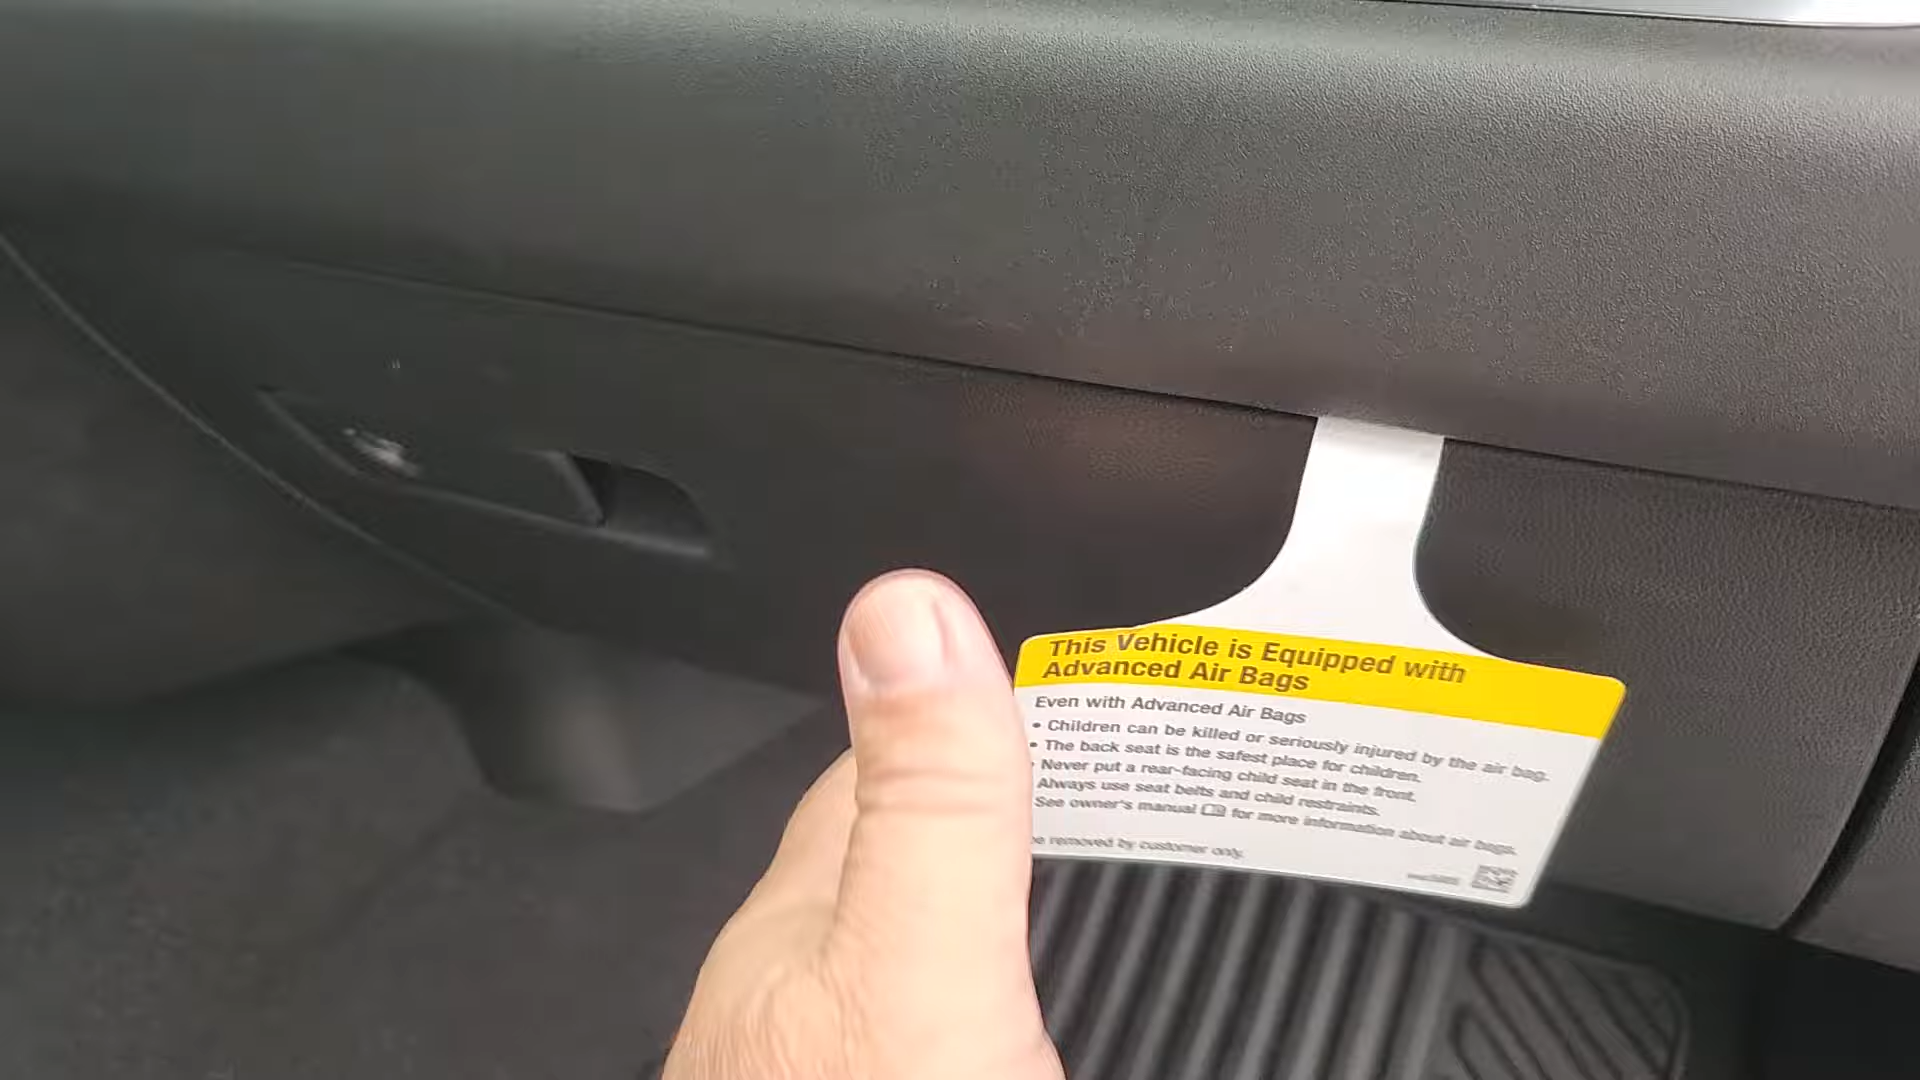 This Vehicle is Equipped with
Advanced Air Bags
Even with Advanced Air Bags
• Children can be killed or seriously injured by the air bag.
• The back seat is the safest place for children.
Never put a rear-facing child seat in the front.
Always use seat belts and child restraints.
See owner's manual for more information about air bags.
removed by customer only.